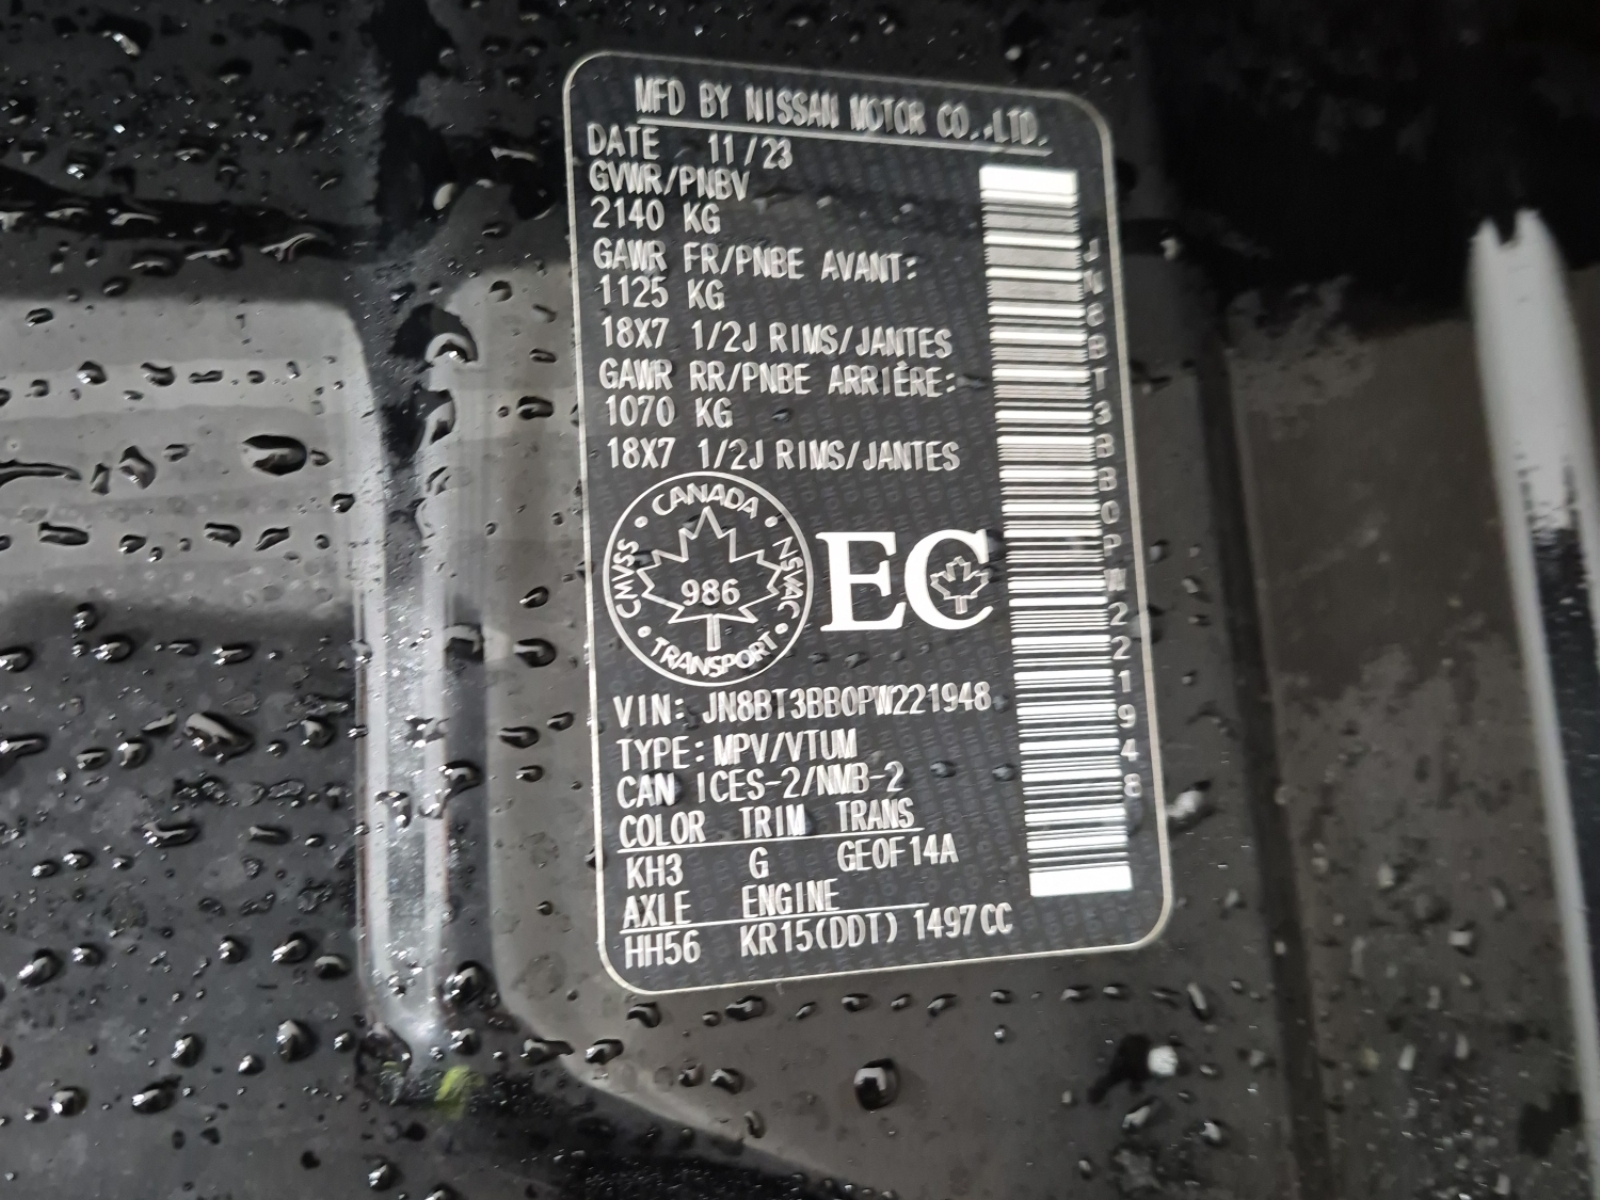 MFD BY NISSAN MOTOR CO.,LTD.
DATE 11/23
GVWR/PNBV
2140 KG
GAWR FR/PNBE AVANT:
1125 KG
18X7 1/2J RIMS/JANTES
GAWR RR/PNBE ARRIÈRE:
1070 KG
18X7 1/2J RIMS/JANTES
CANADA
CMVSS 986 NSVAC
TRANSPORT
EC
VIN: JN8BT3BB0PW221948
TYPE: MPV/VTUM
CAN ICES-2/NMB-2
COLOR TRIM TRANS
KH3 G GE0F14A
AXLE ENGINE
HH56 KR15(DDT) 1497CC
JN8BT3BB0PW221948